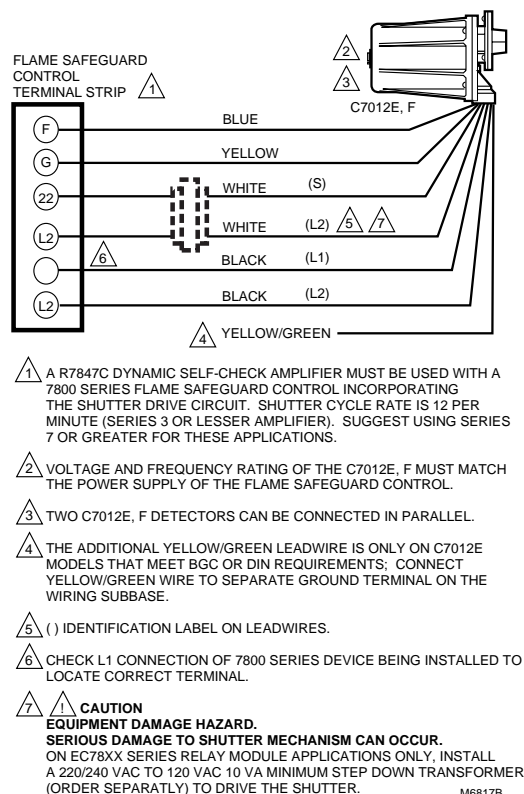 FLAME SAFEGUARD
CONTROL
TERMINAL STRIP
1
2
3
C7012E, F
F
BLUE
G
YELLOW
22
WHITE (S)
L2
WHITE (L2) 5 7
6
BLACK (L1)
L2
BLACK (L2)
4 YELLOW/GREEN
1 A R7847C DYNAMIC SELF-CHECK AMPLIFIER MUST BE USED WITH A
7800 SERIES FLAME SAFEGUARD CONTROL INCORPORATING
THE SHUTTER DRIVE CIRCUIT. SHUTTER CYCLE RATE IS 12 PER
MINUTE (SERIES 3 OR LESSER AMPLIFIER). SUGGEST USING SERIES
7 OR GREATER FOR THESE APPLICATIONS.
2 VOLTAGE AND FREQUENCY RATING OF THE C7012E, F MUST MATCH
THE POWER SUPPLY OF THE FLAME SAFEGUARD CONTROL.
3 TWO C7012E, F DETECTORS CAN BE CONNECTED IN PARALLEL.
4 THE ADDITIONAL YELLOW/GREEN LEADWIRE IS ONLY ON C7012E
MODELS THAT MEET BGC OR DIN REQUIREMENTS; CONNECT
YELLOW/GREEN WIRE TO SEPARATE GROUND TERMINAL ON THE
WIRING SUBBASE.
5 ( ) IDENTIFICATION LABEL ON LEADWIRES.
6 CHECK L1 CONNECTION OF 7800 SERIES DEVICE BEING INSTALLED TO
LOCATE CORRECT TERMINAL.
7 ! CAUTION
EQUIPMENT DAMAGE HAZARD.
SERIOUS DAMAGE TO SHUTTER MECHANISM CAN OCCUR.
ON EC78XX SERIES RELAY MODULE APPLICATIONS ONLY, INSTALL
A 220/240 VAC TO 120 VAC 10 VA MINIMUM STEP DOWN TRANSFORMER
(ORDER SEPARATLY) TO DRIVE THE SHUTTER.
M6817B